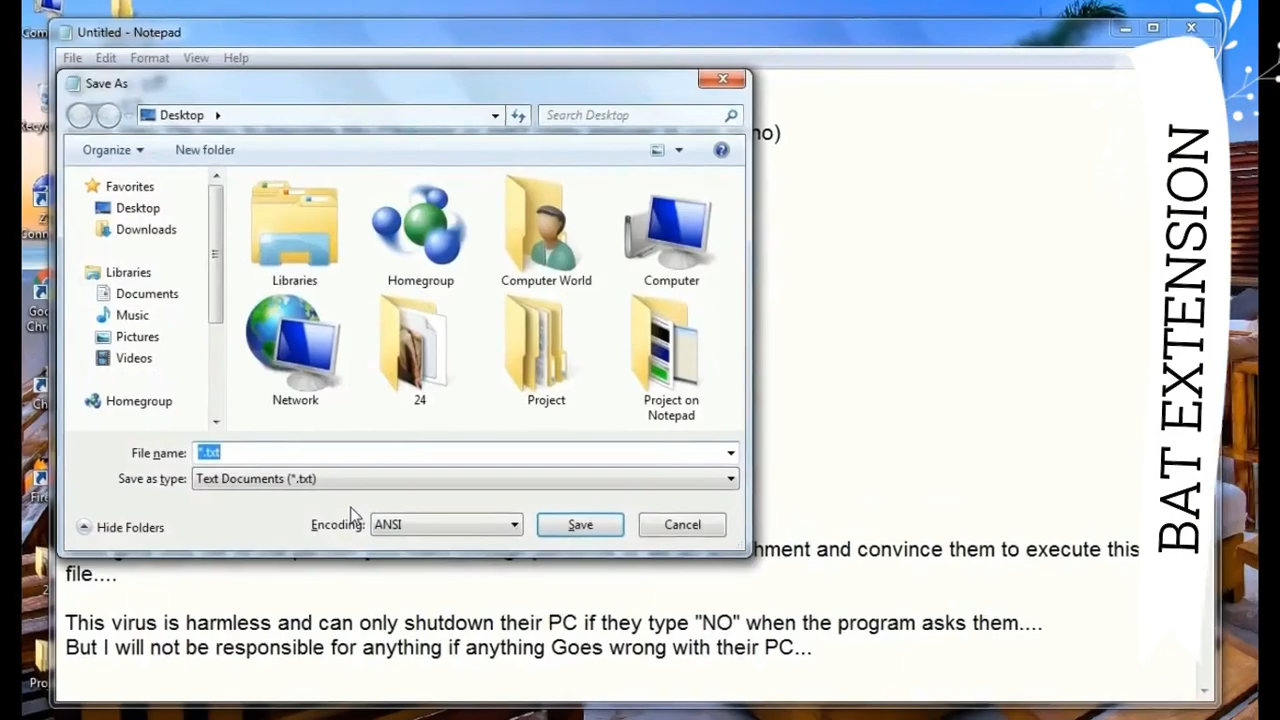 Untitled - Notepad
File Edit Format View Help
Save As
Desktop
Search Desktop
no)
Organize New folder
Favorites
Desktop
Downloads
Libraries
Documents
Music
Pictures
Videos
Homegroup
Libraries Homegroup Computer World Computer
Network 24 Project Project on
Notepad
File name: *.txt
Save as type: Text Documents (*.txt)
Hide Folders Encoding: ANSI Save Cancel
and convince them to execute this
file....
This virus is harmless and can only shutdown their PC if they type "NO" when the program asks them....
But I will not be responsible for anything if anything Goes wrong with their PC...
BAT EXTENSION